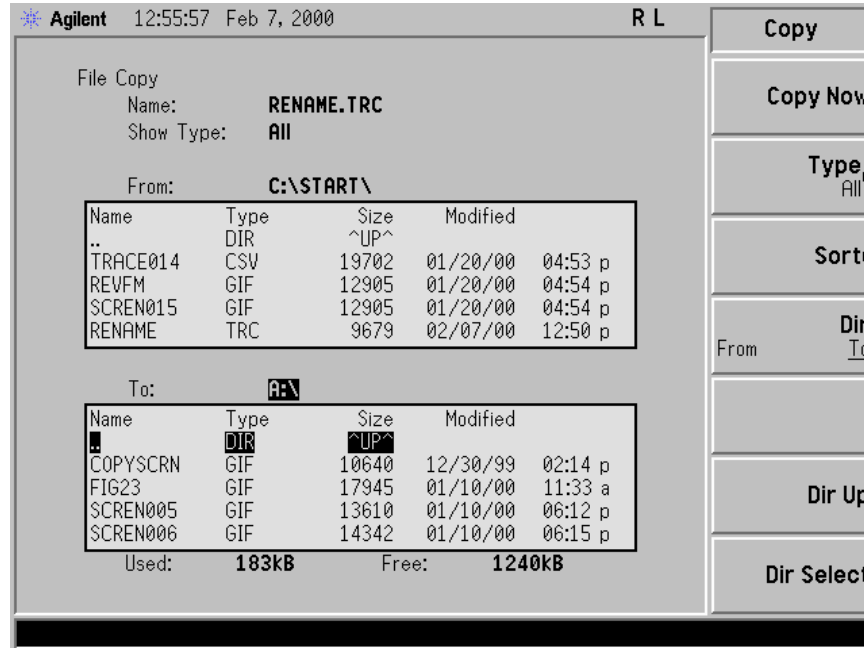 Agilent 12:55:57 Feb 7, 2000 R L
File Copy
Name: RENAME.TRC
Show Type: All
From: C:\START\
Name Type Size Modified
.. DIR ^UP^
TRACE014 CSV 19702 01/20/00 04:53 p
REVFM GIF 12905 01/20/00 04:54 p
SCREN015 GIF 12905 01/20/00 04:54 p
RENAME TRC 9679 02/07/00 12:50 p
To: A:\
Name Type Size Modified
.. DIR ^UP^
COPYSCRN GIF 10640 12/30/99 02:14 p
FIG23 GIF 17945 01/10/00 11:33 a
SCREN005 GIF 13610 01/10/00 06:12 p
SCREN006 GIF 14342 01/10/00 06:15 p
Used: 183kB Free: 1240kB
Copy
Copy Now
Type
All
Sort
Dir
From To
Dir Up
Dir Select